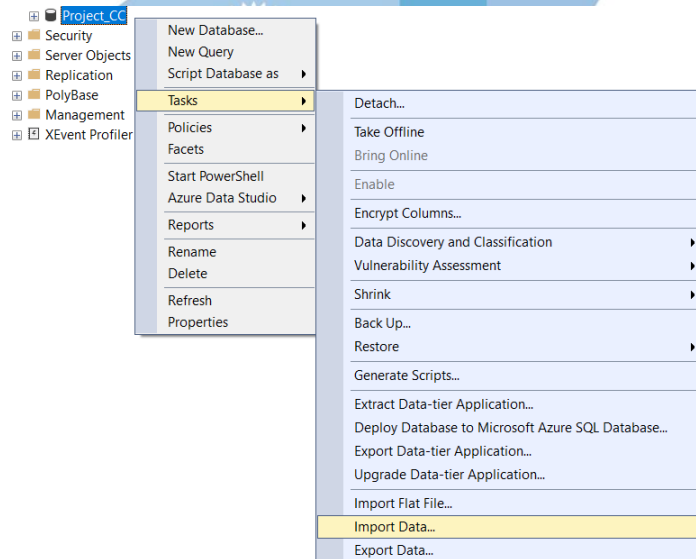 Project_CC
Security
Server Objects
Replication
PolyBase
Management
XEvent Profiler
New Database...
New Query
Script Database as
Tasks
Policies
Facets
Start PowerShell
Azure Data Studio
Reports
Rename
Delete
Refresh
Properties
Detach...
Take Offline
Bring Online
Enable
Encrypt Columns...
Data Discovery and Classification
Vulnerability Assessment
Shrink
Back Up...
Restore
Generate Scripts...
Extract Data-tier Application...
Deploy Database to Microsoft Azure SQL Database...
Export Data-tier Application...
Upgrade Data-tier Application...
Import Flat File...
Import Data...
Export Data...